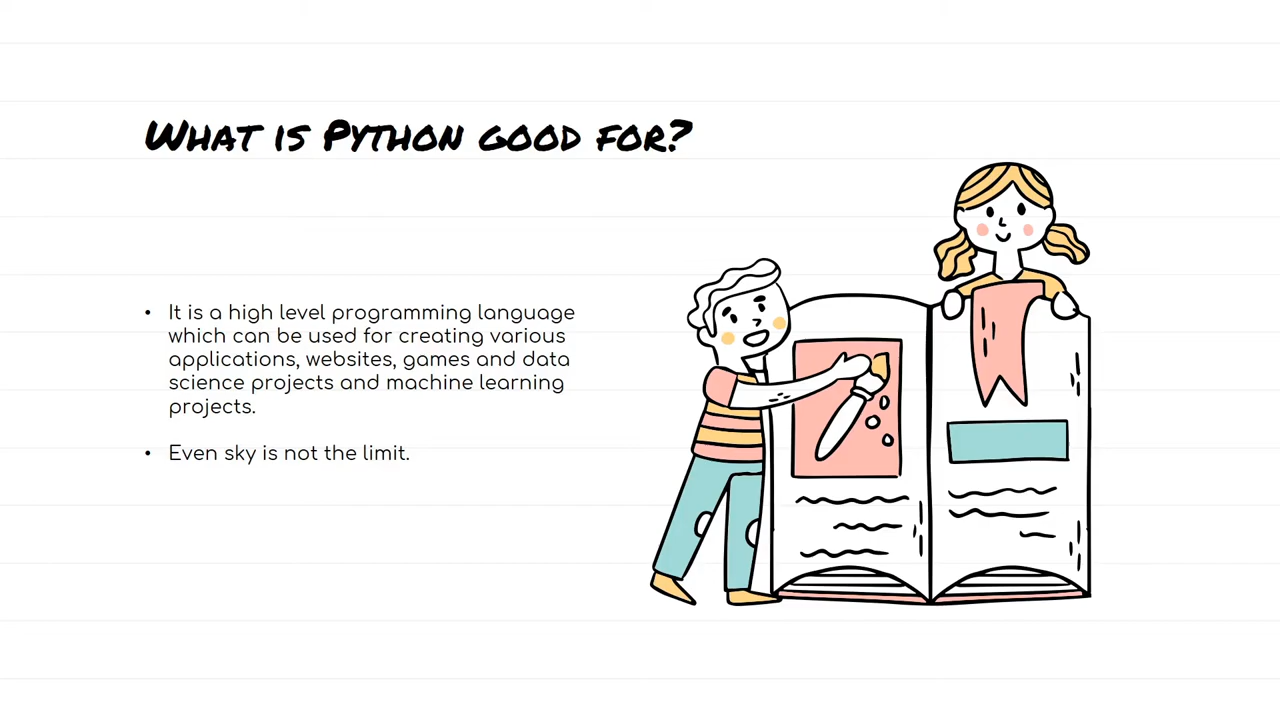 What is Python good for?
• It is a high level programming language
which can be used for creating various
applications, websites, games and data
science projects and machine learning
projects.
• Even sky is not the limit.